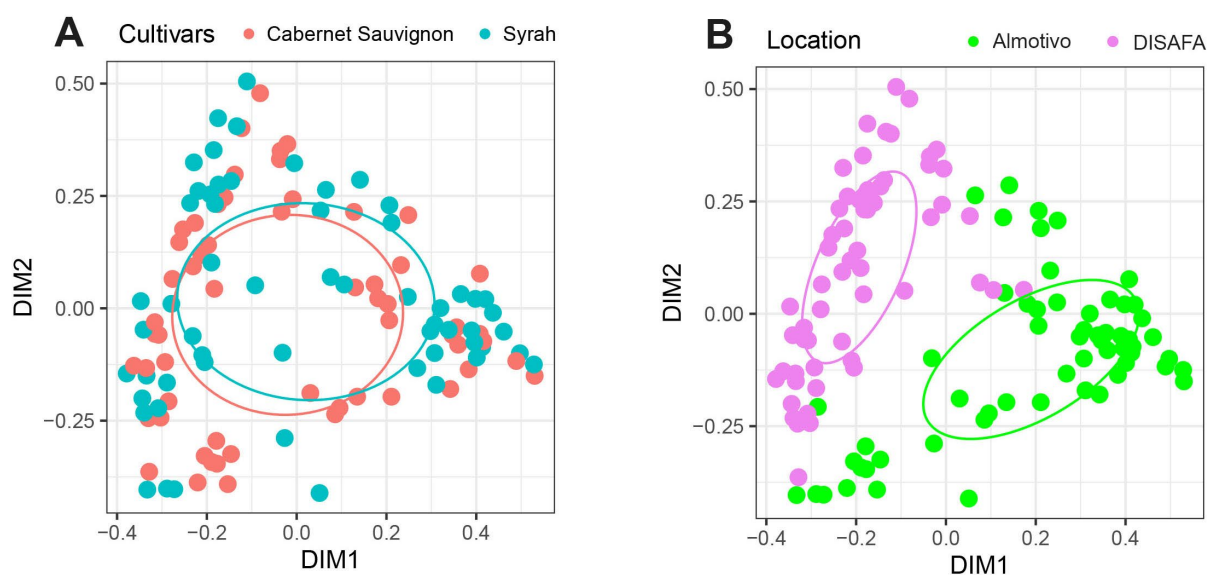 A Cultivars Cabernet Sauvignon Syrah
DIM2
0.50
0.25
0.00
−0.25
−0.4 −0.2 0.0 0.2 0.4
DIM1
B Location Almotivo DISAFA
DIM2
0.50
0.25
0.00
−0.25
−0.4 −0.2 0.0 0.2 0.4
DIM1